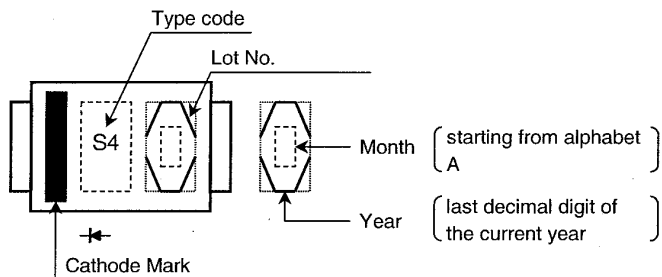 Type code
Lot No.
S4
Month
starting from alphabet
A
Year
last decimal digit of
the current year
Cathode Mark